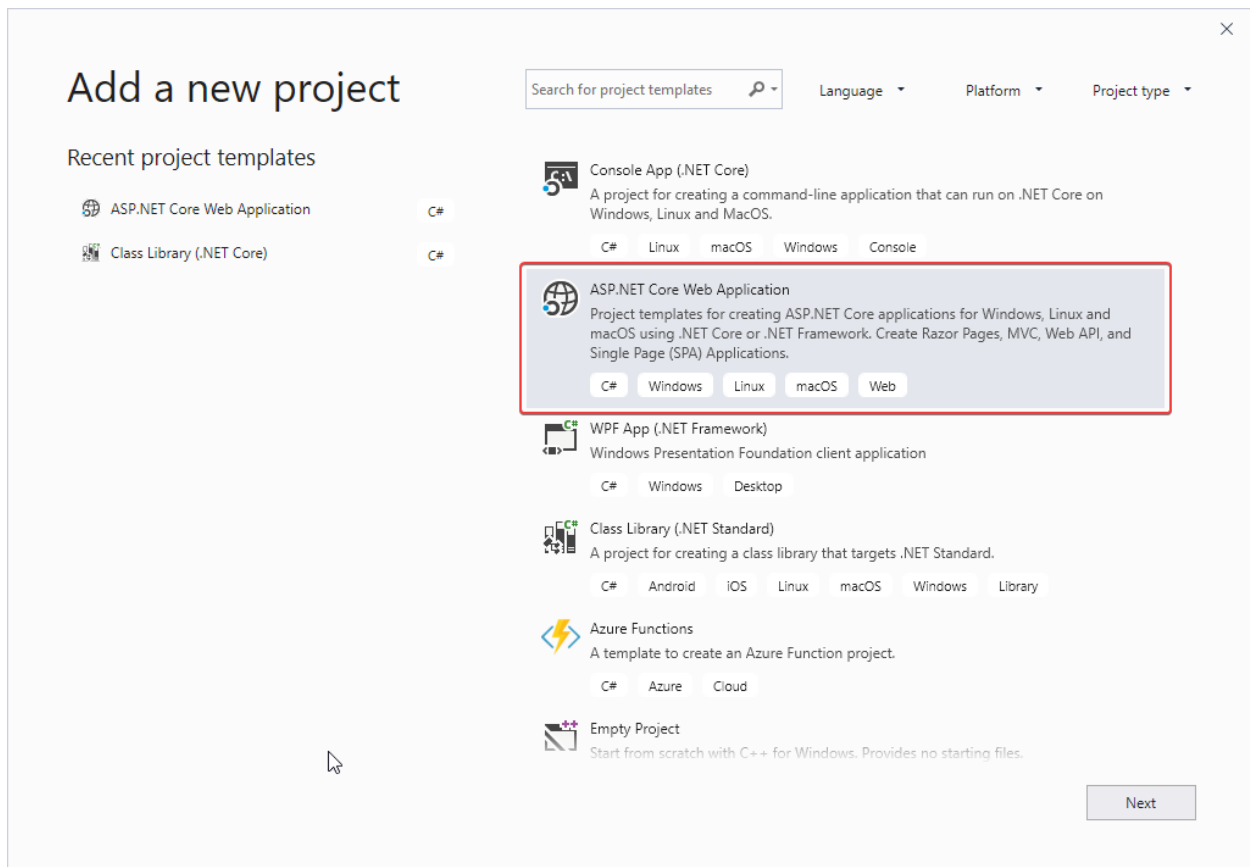 Add a new project
Search for project templates
Language
Platform
Project type
Recent project templates
ASP.NET Core Web Application C#
Class Library (.NET Core) C#
Console App (.NET Core)
A project for creating a command-line application that can run on .NET Core on
Windows, Linux and MacOS.
C# Linux macOS Windows Console
ASP.NET Core Web Application
Project templates for creating ASP.NET Core applications for Windows, Linux and
macOS using .NET Core or .NET Framework. Create Razor Pages, MVC, Web API, and
Single Page (SPA) Applications.
C# Windows Linux macOS Web
WPF App (.NET Framework)
Windows Presentation Foundation client application
C# Windows Desktop
Class Library (.NET Standard)
A project for creating a class library that targets .NET Standard.
C# Android iOS Linux macOS Windows Library
Azure Functions
A template to create an Azure Function project.
C# Azure Cloud
Empty Project
Start from scratch with C++ for Windows. Provides no starting files.
Next